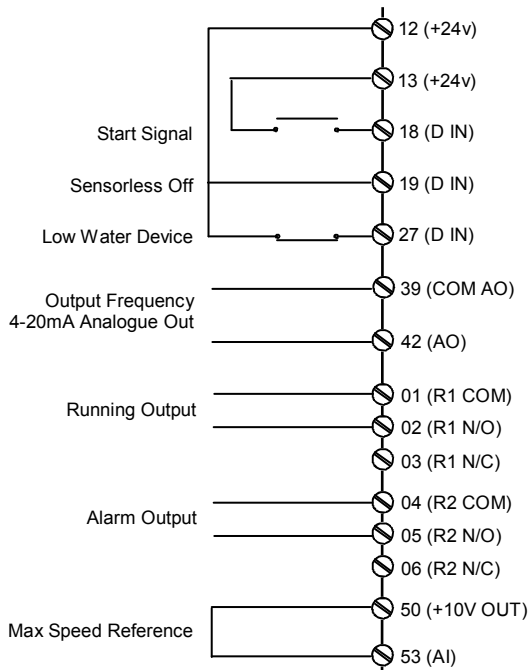 12 (+24v)
13 (+24v)
Start Signal
18 (D IN)
Sensorless Off
19 (D IN)
Low Water Device
27 (D IN)
Output Frequency
4-20mA Analogue Out
39 (COM AO)
42 (AO)
Running Output
01 (R1 COM)
02 (R1 N/O)
03 (R1 N/C)
Alarm Output
04 (R2 COM)
05 (R2 N/O)
06 (R2 N/C)
Max Speed Reference
50 (+10V OUT)
53 (AI)